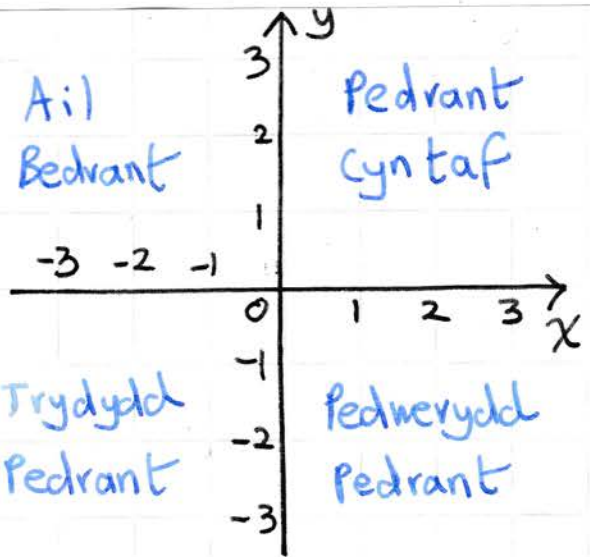 y
3
Ail
Pedrant
2
Bedrant
Cyntaf
1
-3 -2 -1
0 1 2 3 x
-1
Trydydd
Pedwerydd
-2
Pedrant
Pedrant
-3